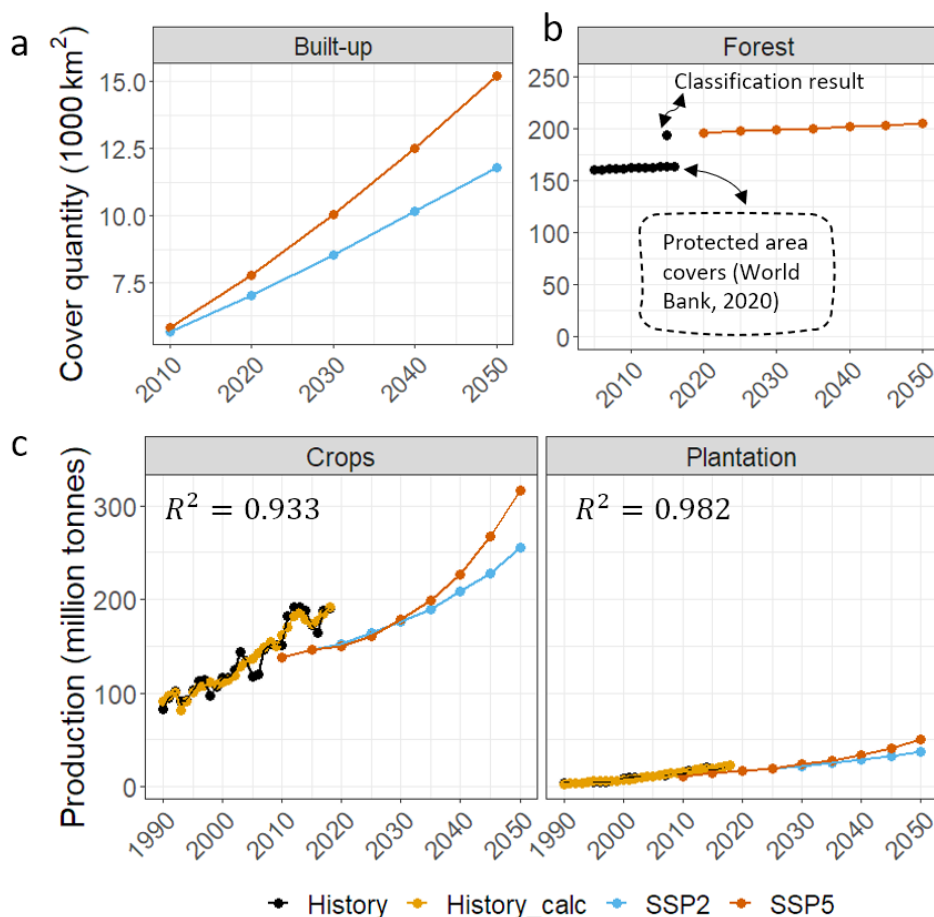 a
Built-up
Cover quantity (1000 km²)
15.0
12.5
10.0
7.5
2010
2020
2030
2040
2050
b
Forest
250
200
150
100
50
0
Classification result
Protected area
covers (World
Bank, 2020)
2010
2020
2030
2040
2050
c
Crops
Plantation
Production (million tonnes)
300
200
100
0
R² = 0.933
R² = 0.982
1990
2000
2010
2020
2030
2040
2050
1990
2000
2010
2020
2030
2040
2050
History
History_calc
SSP2
SSP5